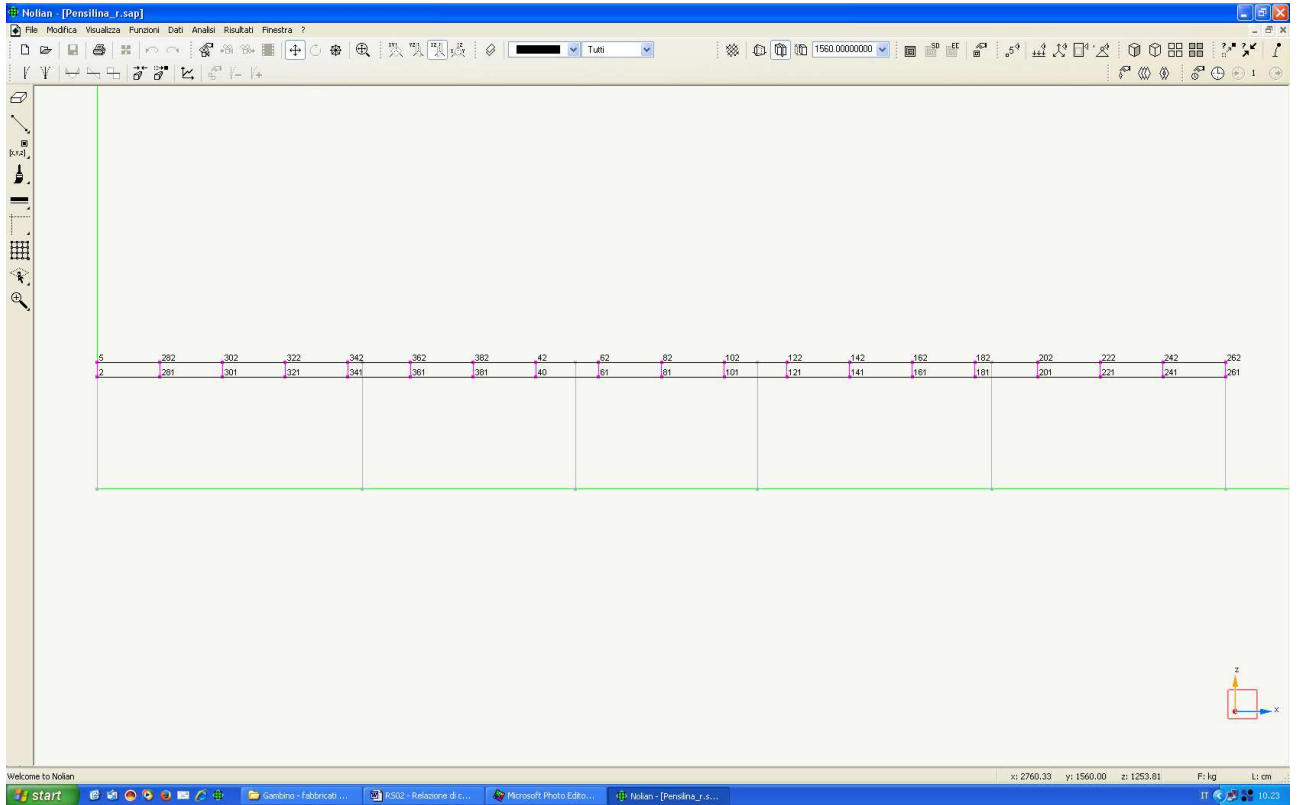 Nolian - [Pensilina_r.sap]
File Modifica Visualizza Funzioni Dati Analisi Risultati Finestra ?
Tutti
1560.00000000
1
5 282 302 322 342 362 382 42 62 82 102 122 142 162 182 202 222 242 262
2 281 301 321 341 361 381 40 61 81 101 121 141 161 181 201 221 241 261
z
x
Welcome to Nolian
x: 2760.33 y: 1560.00 z: 1253.81 F: kg L: cm
start
Gambino - fabbricati ...
RS02 - Relazione di c...
Microsoft Photo Edito...
Nolian - [Pensilina_r.s...
IT
10.23